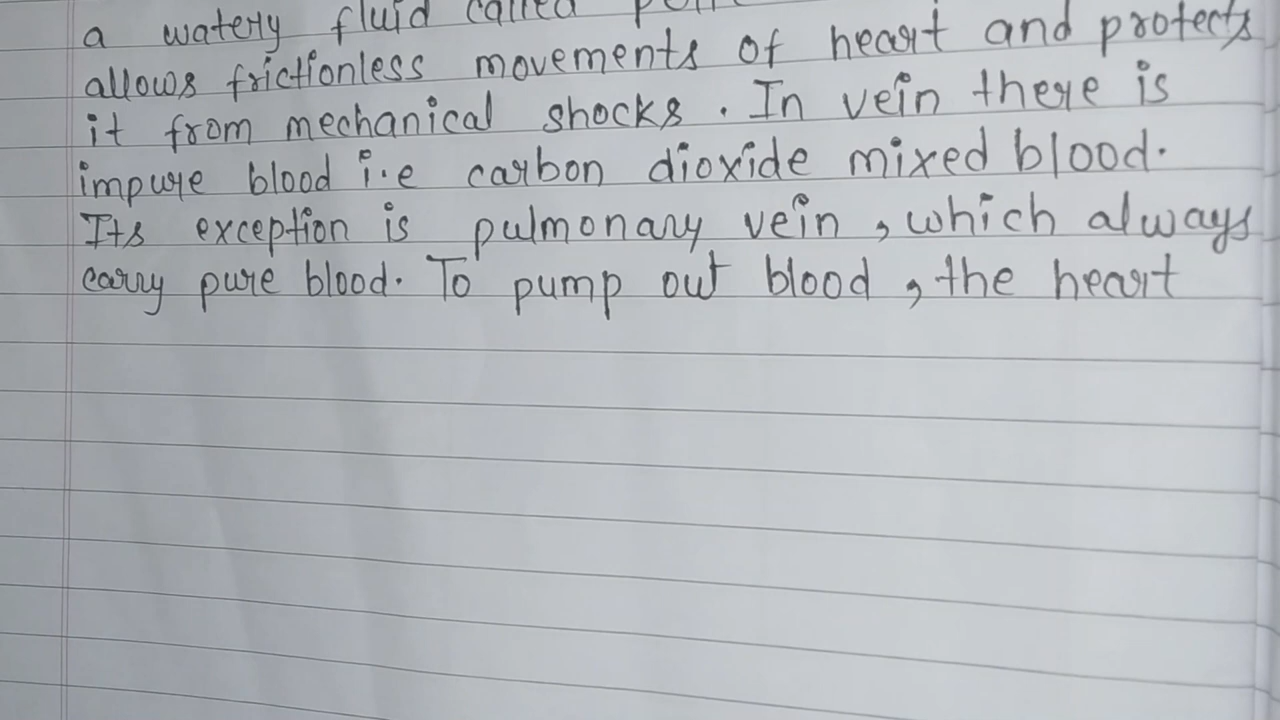 a watery fluid called
allows frictionless movements of heart and protects
it from mechanical shocks. In vein there is
impure blood i.e carbon dioxide mixed blood.
Its exception is pulmonary vein, which always
carry pure blood. To pump out blood, the heart